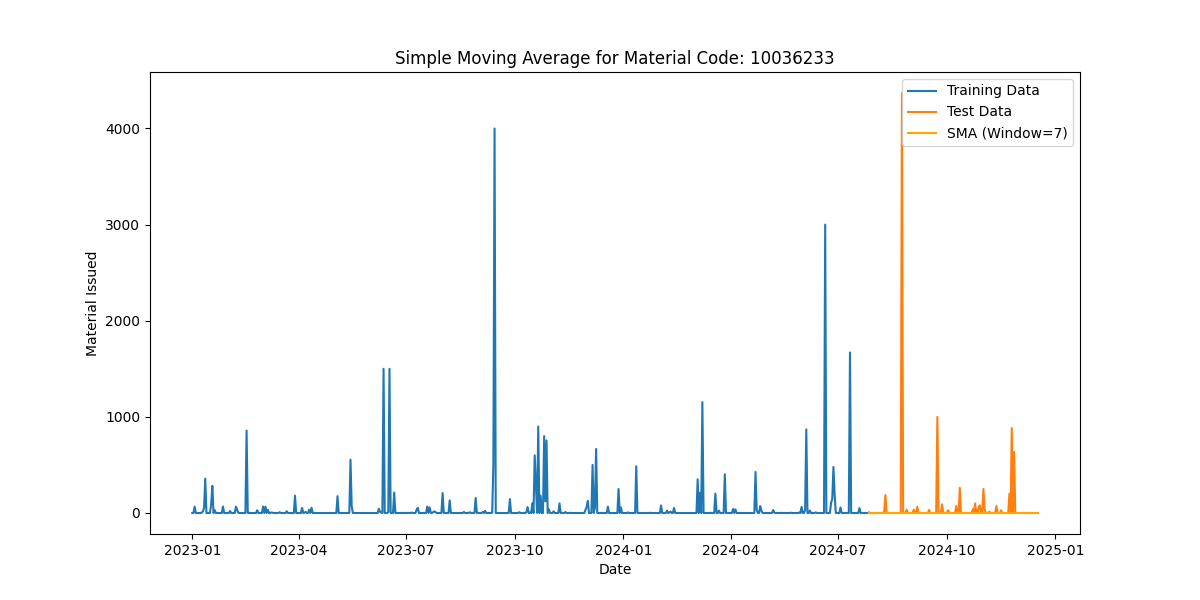 Simple Moving Average for Material Code: 10036233
Training Data
Test Data
SMA (Window=7)
Material Issued
4000
3000
2000
1000
0
2023-01
2023-04
2023-07
2023-10
2024-01
2024-04
2024-07
2024-10
2025-01
Date